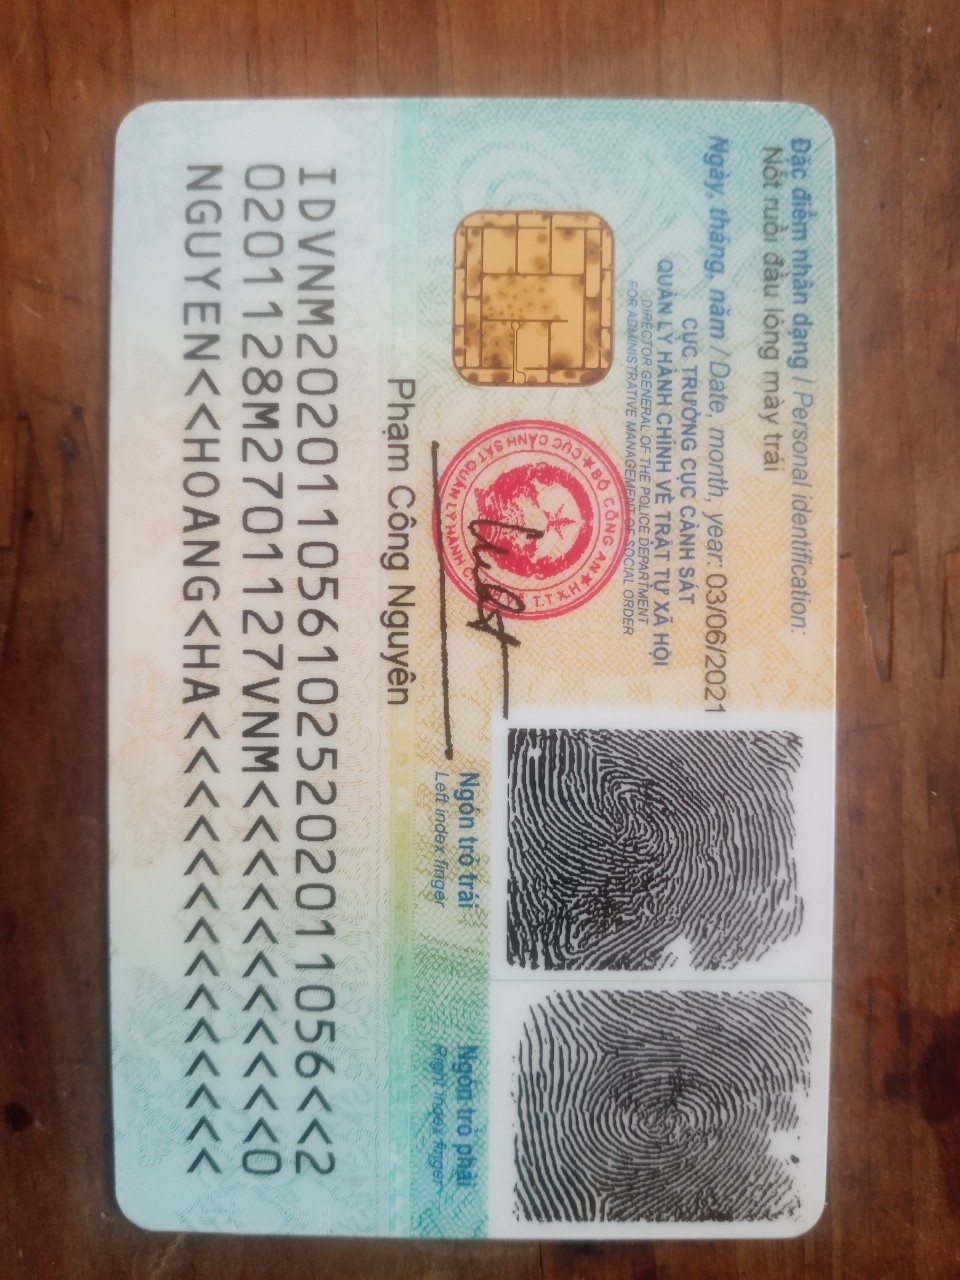 Đặc điểm nhân dạng / Personal identification:
Nốt ruồi đầu lông mày trái
Ngày, tháng, năm / Date, month, year: 03/06/2021
CỤC TRƯỞNG CỤC CẢNH SÁT
QUẢN LÝ HÀNH CHÍNH VỀ TRẬT TỰ XÃ HỘI
DIRECTOR GENERAL OF THE POLICE DEPARTMENT
FOR ADMINISTRATIVE MANAGEMENT OF SOCIAL ORDER
BỘ CÔNG AN
CỤC CẢNH SÁT QUẢN LÝ HÀNH T.T.X.H
Phạm Công Nguyên
Ngón trỏ trái
Left index finger
Ngón trỏ phải
Right index finger
IDVNM2020110561025202011056<<2
0201128M2701127VNM<<<<<<<<<<<0
NGUYEN<<HOANG<HA<<<<<<<<<<<<<<